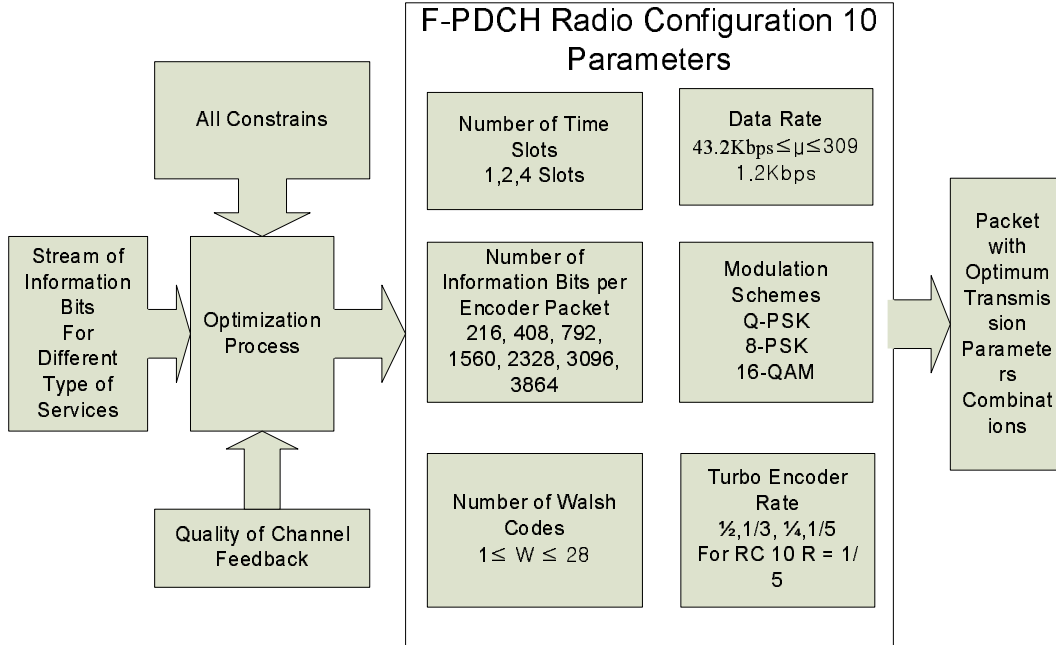 F-PDCH Radio Configuration 10
Parameters
All Constrains
Stream of
Information
Bits
For
Different
Type of
Services
Optimization
Process
Quality of Channel
Feedback
Number of Time
Slots
1,2,4 Slots
Data Rate
43.2Kbps≤μ≤309
1.2Kbps
Number of
Information Bits per
Encoder Packet
216, 408, 792,
1560, 2328, 3096,
3864
Modulation
Schemes
Q-PSK
8-PSK
16-QAM
Number of Walsh
Codes
1≤ W ≤ 28
Turbo Encoder
Rate
½,1/3, ¼,1/5
For RC 10 R = 1/
5
Packet
with
Optimum
Transmis
sion
Paramete
rs
Combinat
ions